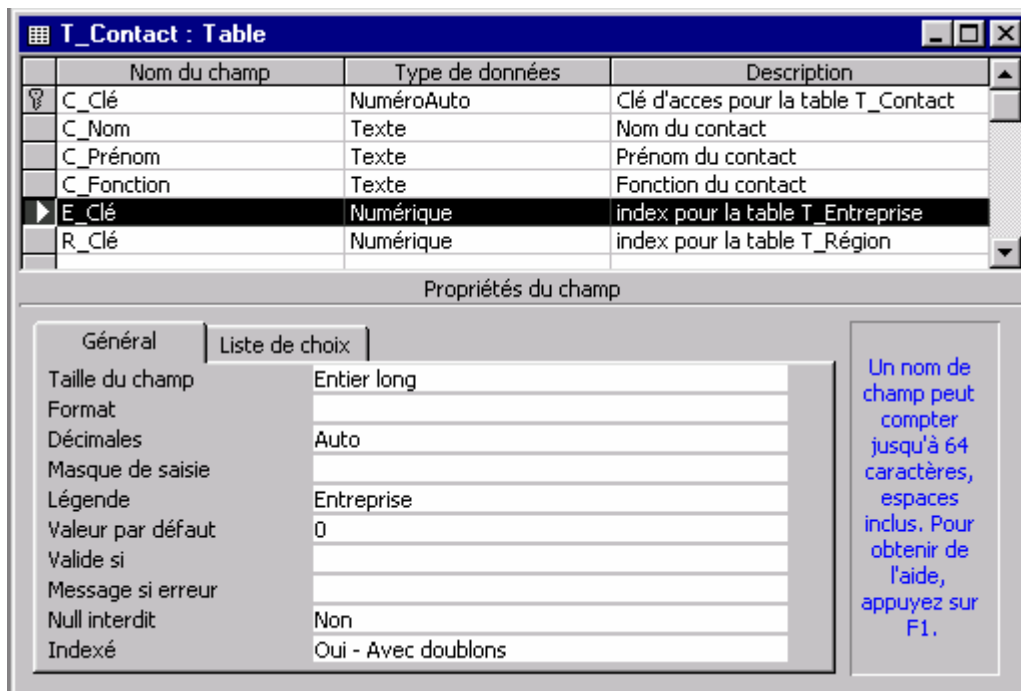 T_Contact : Table
Nom du champ Type de données Description
C_Clé NuméroAuto Clé d'acces pour la table T_Contact
C_Nom Texte Nom du contact
C_Prénom Texte Prénom du contact
C_Fonction Texte Fonction du contact
E_Clé Numérique index pour la table T_Entreprise
R_Clé Numérique index pour la table T_Région
Propriétés du champ
Général Liste de choix
Taille du champ Entier long
Format
Décimales Auto
Masque de saisie
Légende Entreprise
Valeur par défaut 0
Valide si
Message si erreur
Null interdit Non
Indexé Oui - Avec doublons
Un nom de
champ peut
compter
jusqu'à 64
caractères,
espaces
inclus. Pour
obtenir de
l'aide,
appuyez sur
F1.